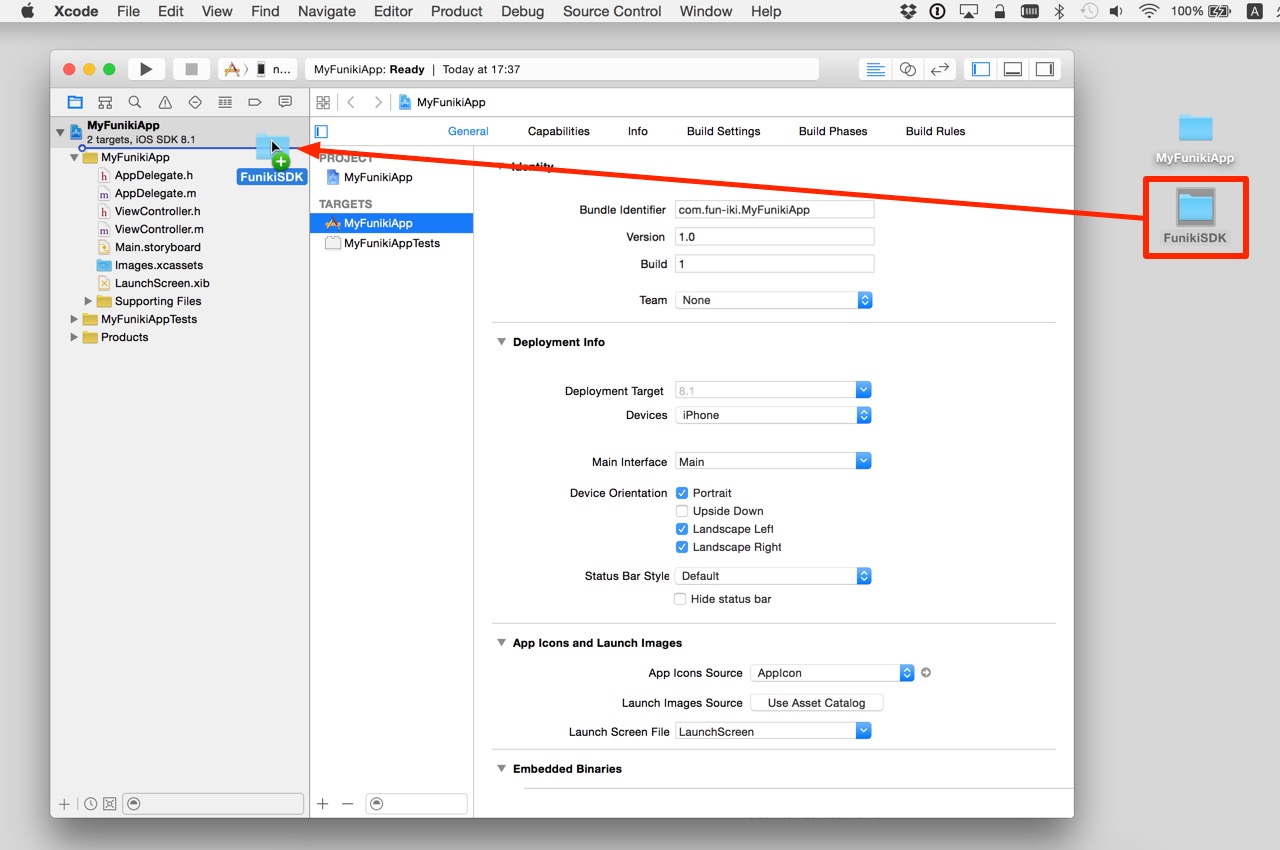 Xcode File Edit View Find Navigate Editor Product Debug Source Control Window Help 100% A
n... MyFunikiApp: Ready | Today at 17:37
MyFunikiApp
MyFunikiApp
2 targets, iOS SDK 8.1
MyFunikiApp
AppDelegate.h
AppDelegate.m
ViewController.h
ViewController.m
Main.storyboard
Images.xcassets
LaunchScreen.xib
Supporting Files
MyFunikiAppTests
Products
FunikiSDK
General Capabilities Info Build Settings Build Phases Build Rules
PROJECT
MyFunikiApp
TARGETS
MyFunikiApp
MyFunikiAppTests
Identity
Bundle Identifier com.fun-iki.MyFunikiApp
Version 1.0
Build 1
Team None
Deployment Info
Deployment Target 8.1
Devices iPhone
Main Interface Main
Device Orientation Portrait
Upside Down
Landscape Left
Landscape Right
Status Bar Style Default
Hide status bar
App Icons and Launch Images
App Icons Source AppIcon
Launch Images Source Use Asset Catalog
Launch Screen File LaunchScreen
Embedded Binaries
MyFunikiApp
FunikiSDK